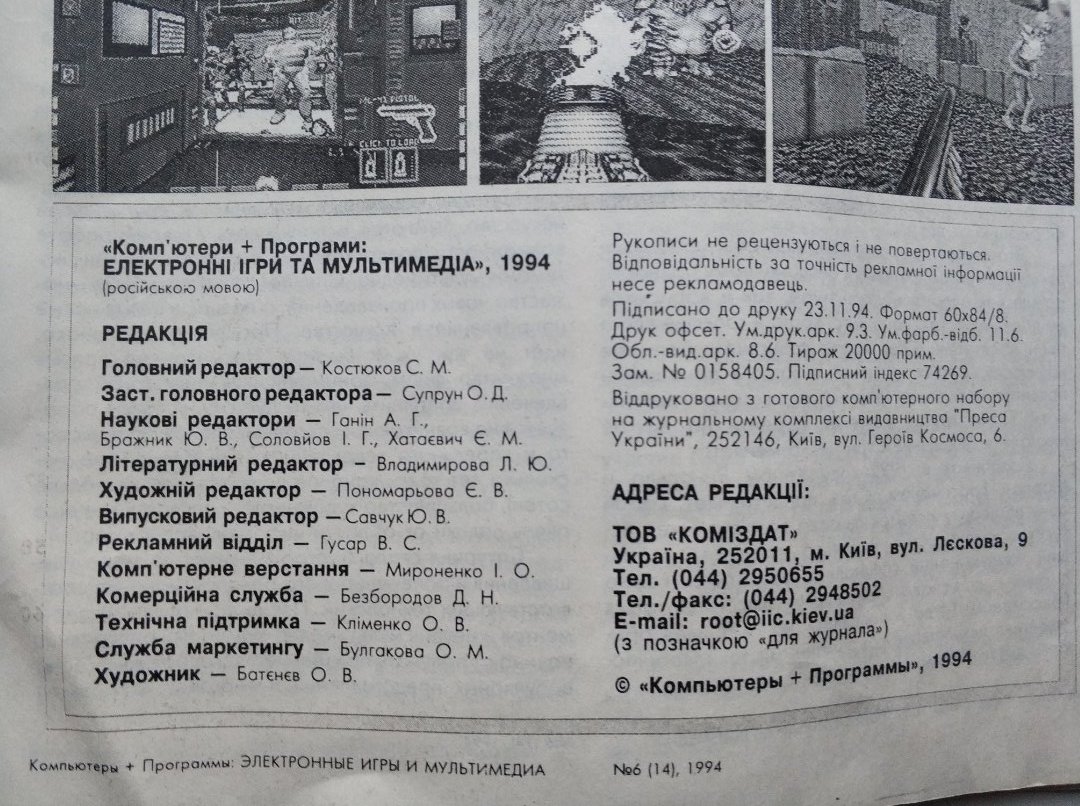 PAL-43 PISTOL
CLICK TO LOAD
«Комп'ютери + Програми:
ЕЛЕКТРОННІ ІГРИ ТА МУЛЬТИМЕДІА», 1994
(російською мовою)
РЕДАКЦІЯ
Головний редактор — Костюков С. М.
Заст. головного редактора — Супрун О. Д.
Наукові редактори — Ганін А. Г.,
Бражник Ю. В., Соловйов І. Г., Хатаєвич Є. М.
Літературний редактор – Владимирова Л. Ю.
Художній редактор — Пономарьова Є. В.
Випусковий редактор — Савчук Ю. В.
Рекламний відділ — Гусар В. С.
Комп'ютерне верстання — Мироненко І. О.
Комерційна служба — Безбородов Д. Н.
Технічна підтримка — Кліменко О. В.
Служба маркетингу — Булгакова О. М.
Художник — Батєнєв О. В.
Рукописи не рецензуються і не повертаються.
Відповідальність за точність рекламної інформації
несе рекламодавець.
Підписано до друку 23.11.94. Формат 60х84/8.
Друк офсет. Ум.друк.арк. 9.3. Ум.фарб.-відб. 11.6.
Обл.-вид.арк. 8.6. Тираж 20000 прим.
Зам. № 0158405. Підписний індекс 74269.
Віддруковано з готового комп'ютерного набору
на журнальному комплексі видавництва "Преса
України", 252146, Київ, вул. Героїв Космоса, 6.
АДРЕСА РЕДАКЦІЇ:
ТОВ «КОМІЗДАТ»
Україна, 252011, м. Київ, вул. Лєскова, 9
Тел. (044) 2950655
Тел./факс: (044) 2948502
E-mail: root@iic.kiev.ua
(з позначкою «для журнала»)
© «Компьютеры + Программы», 1994
Компьютеры + Программы: ЭЛЕКТРОННЫЕ ИГРЫ И МУЛЬТИМЕДИА
№6 (14), 1994